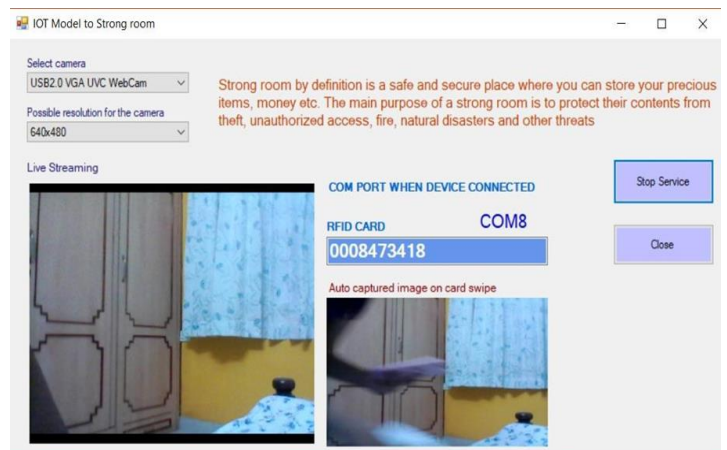 IOT Model to Strong room
Select camera
USB2.0 VGA UVC WebCam
Possible resolution for the camera
640x480
Strong room by definition is a safe and secure place where you can store your precious
items, money etc. The main purpose of a strong room is to protect their contents from
theft, unauthorized access, fire, natural disasters and other threats
Live Streaming
COM PORT WHEN DEVICE CONNECTED
RFID CARD
COM8
0008473418
Auto captured image on card swipe
Stop Service
Close